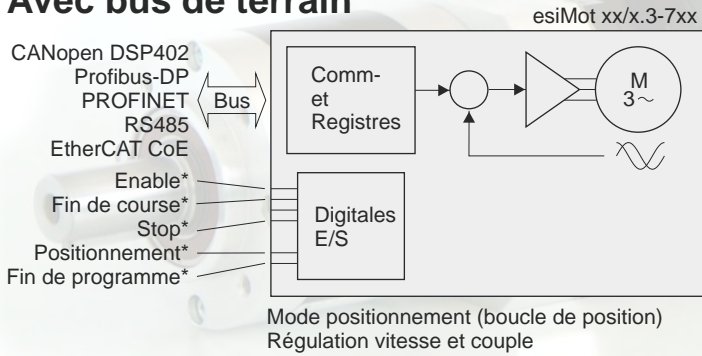 Avec bus de terrain
esiMot xx/x.3-7xx
CANopen DSP402
Profibus-DP
PROFINET
RS485
EtherCAT CoE
Bus
Comm-
et
Registres
M
3~
Enable*
Fin de course*
Stop*
Positionnement*
Fin de programme*
Digitales
E/S
Mode positionnement (boucle de position)
Régulation vitesse et couple